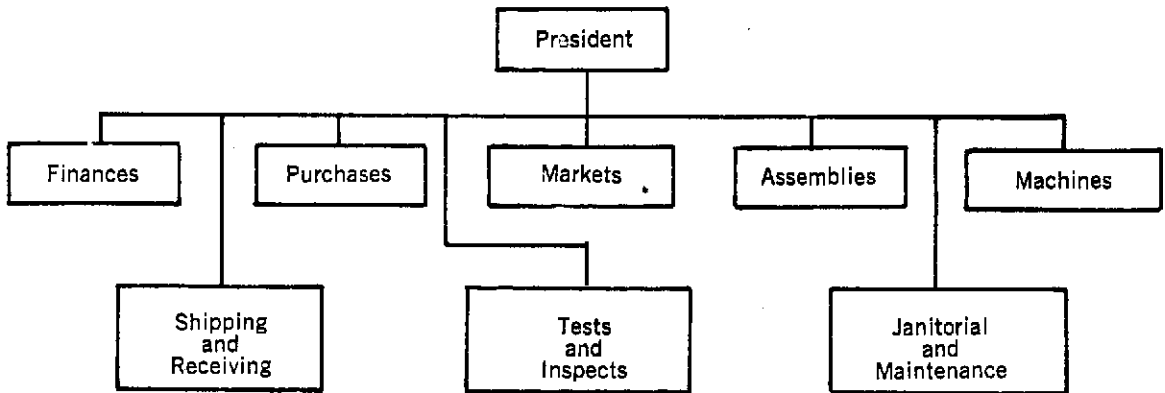 President
Finances
Purchases
Markets
Assemblies
Machines
Shipping
and
Receiving
Tests
and
Inspects
Janitorial
and
Maintenance